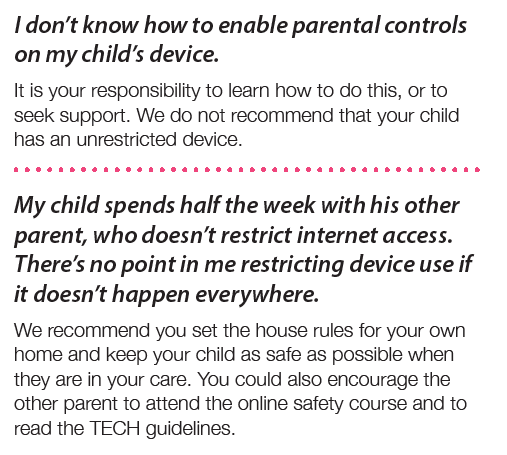 I don’t know how to enable parental controls
on my child’s device.
It is your responsibility to learn how to do this, or to
seek support. We do not recommend that your child
has an unrestricted device.
My child spends half the week with his other
parent, who doesn’t restrict internet access.
There’s no point in me restricting device use if
it doesn’t happen everywhere.
We recommend you set the house rules for your own
home and keep your child as safe as possible when
they are in your care. You could also encourage the
other parent to attend the online safety course and to
read the TECH guidelines.